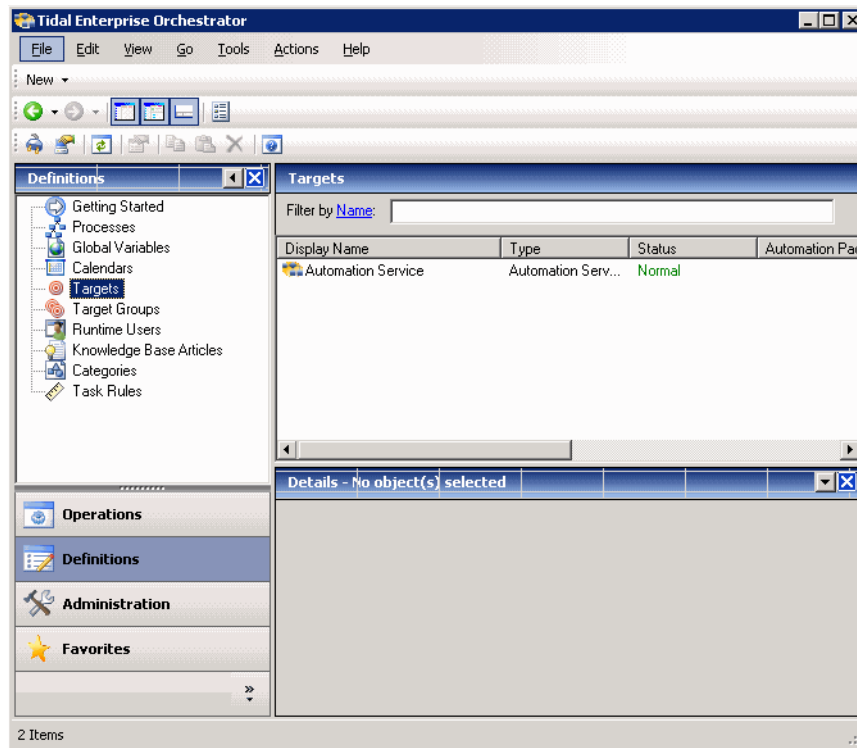 Tidal Enterprise Orchestrator
File Edit View Go Tools Actions Help
New
Definitions
Getting Started
Processes
Global Variables
Calendars
Targets
Target Groups
Runtime Users
Knowledge Base Articles
Categories
Task Rules
Operations
Definitions
Administration
Favorites
Targets
Filter by Name:
Display Name Type Status Automation Pac
Automation Service Automation Serv... Normal
Details - No object(s) selected
2 Items